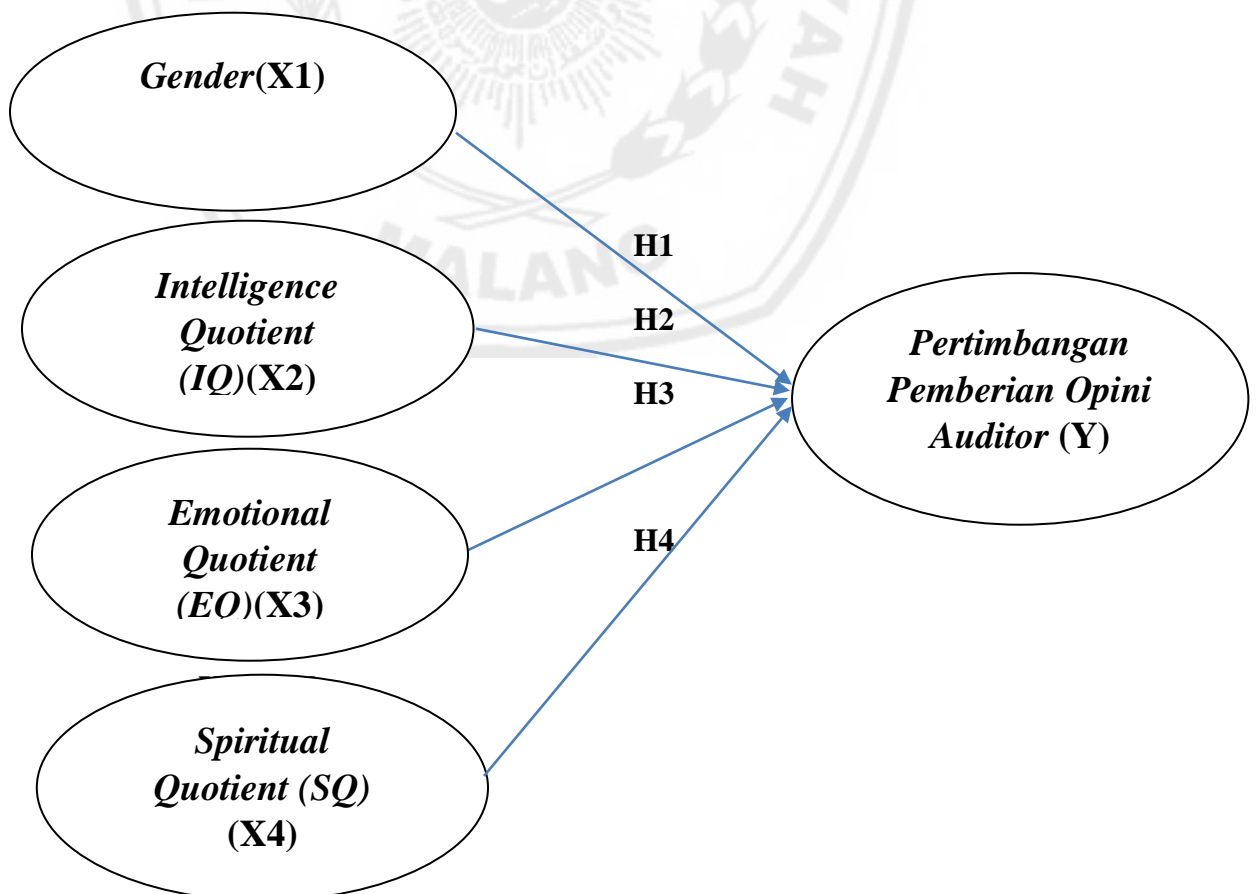 Gender(X1)
Intelligence
Quotient
(IQ)(X2)
Emotional
Quotient
(EQ)(X3)
Spiritual
Quotient (SQ)
(X4)
H1
H2
H3
H4
Pertimbangan
Pemberian Opini
Auditor (Y)
MALANG